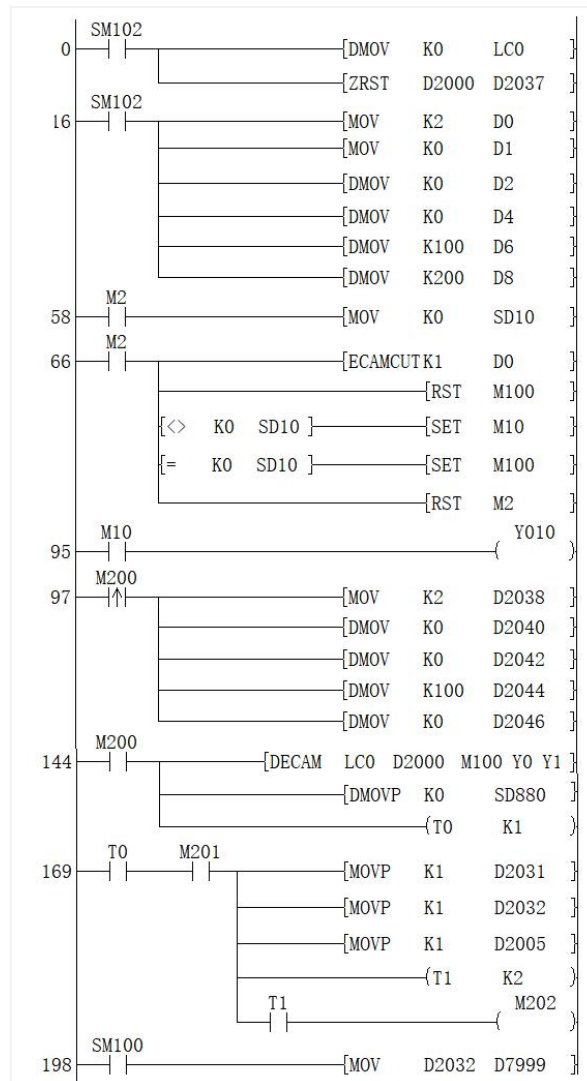 SM102
0 [DMOV K0 LC0 ]
[ZRST D2000 D2037 ]
SM102
16 [MOV K2 D0 ]
[MOV K0 D1 ]
[DMOV K0 D2 ]
[DMOV K0 D4 ]
[DMOV K100 D6 ]
[DMOV K200 D8 ]
M2
58 [MOV K0 SD10 ]
M2
66 [ECAMCUT K1 D0 ]
[RST M100 ]
[<> K0 SD10 ] [SET M10 ]
[= K0 SD10 ] [SET M100 ]
[RST M2 ]
M10 Y010
95 ( )
M200
97 [MOV K2 D2038 ]
[DMOV K0 D2040 ]
[DMOV K0 D2042 ]
[DMOV K100 D2044 ]
[DMOV K0 D2046 ]
M200
144 [DECAM LC0 D2000 M100 Y0 Y1 ]
[DMOVP K0 SD880 ]
(T0 K1 )
T0 M201
169 [MOVP K1 D2031 ]
[MOVP K1 D2032 ]
[MOVP K1 D2005 ]
(T1 K2 )
T1 M202
( )
SM100
198 [MOV D2032 D7999 ]